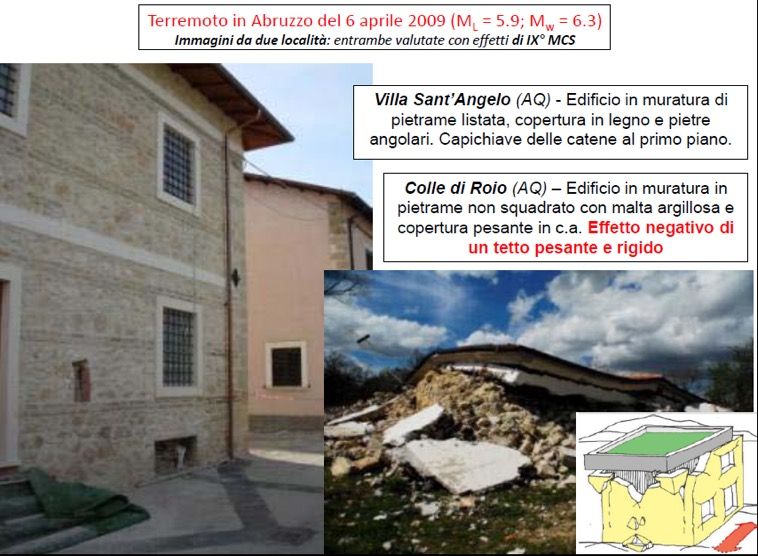 Terremoto in Abruzzo del 6 aprile 2009 (ML = 5.9; Mw = 6.3)
Immagini da due località: entrambe valutate con effetti di IX° MCS
Villa Sant'Angelo (AQ) - Edificio in muratura di
pietrame listata, copertura in legno e pietre
angolari. Capichiave delle catene al primo piano.
Colle di Roio (AQ) – Edificio in muratura in
pietrame non squadrato con malta argillosa e
copertura pesante in c.a. Effetto negativo di
un tetto pesante e rigido